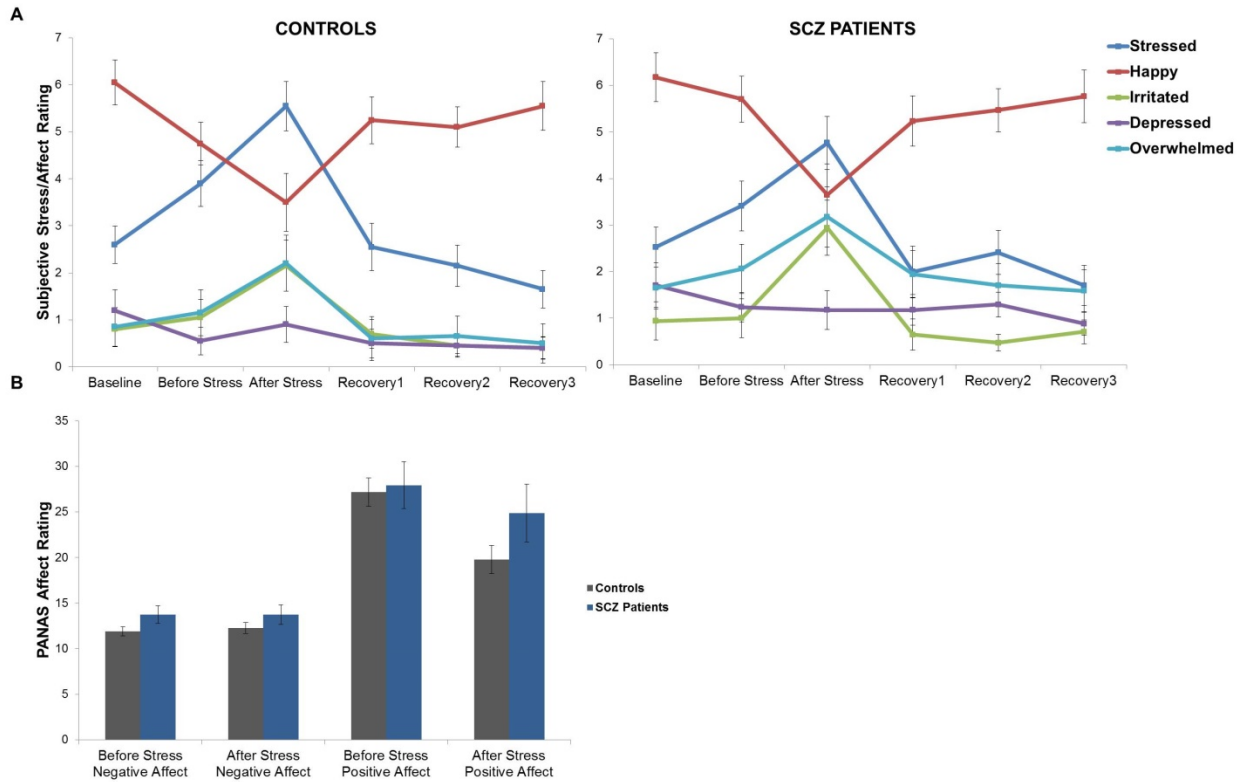 A
CONTROLS
Subjective Stress/Affect Rating
7
6
5
4
3
2
1
0
Baseline Before Stress After Stress Recovery1 Recovery2 Recovery3
SCZ PATIENTS
7
6
5
4
3
2
1
0
Baseline Before Stress After Stress Recovery1 Recovery2 Recovery3
Stressed
Happy
Irritated
Depressed
Overwhelmed
B
PANAS Affect Rating
35
30
25
20
15
10
5
0
Before Stress
Negative Affect
After Stress
Negative Affect
Before Stress
Positive Affect
After Stress
Positive Affect
Controls
SCZ Patients